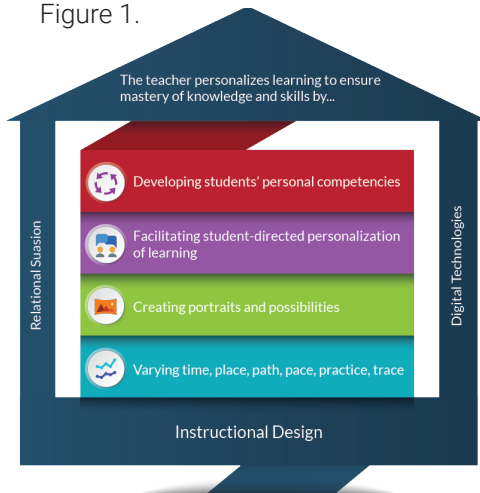 Figure 1.
The teacher personalizes learning to ensure
mastery of knowledge and skills by...
Developing students' personal competencies
Facilitating student-directed personalization
of learning
Creating portraits and possibilities
Varying time, place, path, pace, practice, trace
Relational Suasion
Digital Technologies
Instructional Design